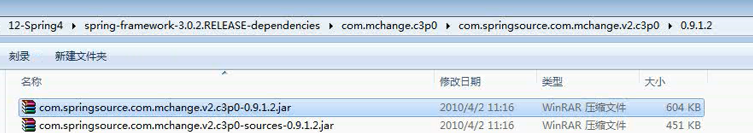 12-Spring4 ▸ spring-framework-3.0.2.RELEASE-dependencies ▸ com.mchange.c3p0 ▸ com.springsource.com.mchange.v2.c3p0 ▸ 0.9.1.2
刻录 新建文件夹
名称 修改日期 类型 大小
com.springsource.com.mchange.v2.c3p0-0.9.1.2.jar 2010/4/2 11:16 WinRAR 压缩文件 604 KB
com.springsource.com.mchange.v2.c3p0-sources-0.9.1.2.jar 2010/4/2 11:16 WinRAR 压缩文件 451 KB